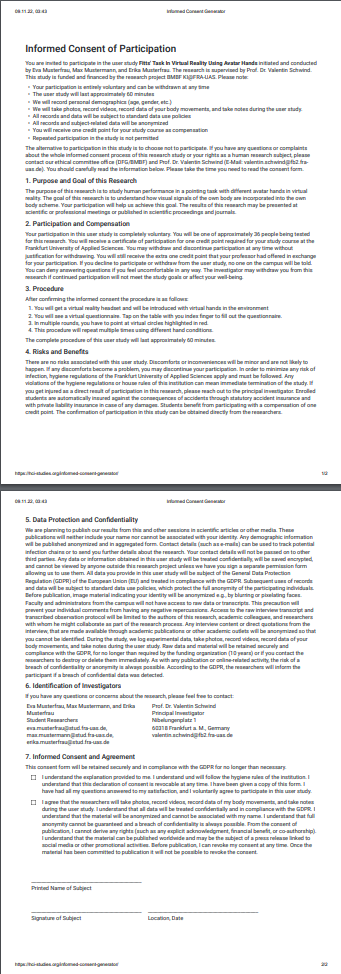 09.11.22, 03:43 Informed Consent Generator
Informed Consent of Participation
You are invited to participate in the user study Fitts' Task in Virtual Reality Using Avatar Hands initiated and conducted
by Eva Musterfrau, Max Mustermann, and Erika Musterfrau. The research is supervised by Prof. Dr. Valentin Schwind.
This study is funded and financed by the research project BMBF KI@FRA-UAS. Please note:
• Your participation is entirely voluntary and can be withdrawn at any time
• The user study will last approximately 60 minutes
• We will record personal demographics (age, gender, etc.)
• We will take photos, record videos, record data of your body movements, and take notes during the user study.
• All records and data will be subject to standard data use policies
• All records and subject-related data will be anonymized
• You will receive one credit point for your study course as compensation
• Repeated participation in the study is not permitted
The alternative to participation in this study is to choose not to participate. If you have any questions or complaints
about the whole informed consent process of this research study or your rights as a human research subject, please
contact our ethics committee office (DPG/BMBF) and Prof. Dr. Valentin Schwind (E-Mail: valentin.schwind@fb2.fra-
uas.de). You should carefully read the information below. Please take the time you need to read the consent form.
1. Purpose and Goal of this Research
The purpose of this research is to study human performance in a pointing task with different avatar hands in virtual
reality. The goal of this research is to understand how visual signals of the own body are incorporated into the own
body scheme. Your participation will help us achieve this goal. The results of this research may be presented at
scientific or professional meetings or published in scientific proceedings and journals.
2. Participation and Compensation
Your participation in this user study is completely voluntary. You will be one of approximately 36 people being tested
for this research. You will receive a certificate of participation for one credit point required for your study course at the
Frankfurt University of Applied Sciences. You may withdraw and discontinue participation at any time without
justification for withdrawing. You will still receive the extra one credit point that your professor had offered in exchange
for your participation. If you decline to participate or withdraw from the user study, no one on the campus will be told.
You can deny answering questions if you feel uncomfortable in any way. The investigator may withdraw you from this
research if continued participation will not meet the study goals or affect your well-being.
3. Procedure
After confirming the informed consent the procedure is as follows:
1. You will get a virtual reality headset and will be introduced with virtual hands in the environment
2. You will see a virtual questionnaire. Tap on the table with you index finger to fill out the questionnaire.
3. In multiple rounds, you have to point at virtual circles highlighted in red.
4. This procedure will repeat multiple times using different hand conditions.
The complete procedure of this user study will last approximately 60 minutes.
4. Risks and Benefits
There are no risks associated with this user study. Discomforts or inconveniences will be minor and are not likely to
happen. If any discomforts become a problem, you may discontinue your participation. In order to minimize any risk of
infection, hygiene regulations of the Frankfurt University of Applied Sciences apply and must be followed. Any
violations of the hygiene regulations or house rules of this institution can mean immediate termination of the study. If
you get injured as a direct result of participation in this research, please reach out to the principal investigator. Enrolled
students are automatically insured against the consequences of accidents through statutory accident insurance and
with private liability insurance in case of any damages. Students benefit from participating with a compensation of one
credit point. The confirmation of participation in this study can be obtained directly from the researchers.
https://hci-studies.org/informed-consent-generator/ 1/2
09.11.22, 03:43 Informed Consent Generator
5. Data Protection and Confidentiality
We are planning to publish our results from this and other sessions in scientific articles or other media. These
publications will neither include your name nor cannot be associated with your identity. Any demographic information
will be published anonymized and in aggregated form. Contact details (such as e-mails) can be used to track potential
infection chains or to send you further details about the research. Your contact details will not be passed on to other
third parties. Any data or information obtained in this user study will be treated confidentially, will be saved encrypted,
and cannot be viewed by anyone outside this research project unless we have you sign a separate permission form
allowing us to use them. All data you provide in this user study will be subject of the General Data Protection
Regulation (GDPR) of the European Union (EU) and treated in compliance with the GDPR. Subsequent uses of records
and data will be subject to standard data use policies, which protect the full anonymity of the participating individuals.
Before publication, image material indicating your identity will be anonymized e.g., by blurring or pixelating faces.
Faculty and administrators from the campus will not have access to raw data or transcripts. This precaution will
prevent your individual comments from having any negative repercussions. Access to the raw interview transcript and
transcribed observation protocol will be limited to the authors of this research, academic colleagues, and researchers
with whom he might collaborate as part of the research process. Any interview content or direct quotations from the
interview, that are made available through academic publications or other academic outlets will be anonymized so that
you cannot be identified. During the study, we log experimental data, take photos, record videos, record data of your
body movements, and take notes during the user study. Raw data and material will be retained securely and
compliance with the GDPR, for no longer than required by the funding organization (10 years) or if you contact the
researchers to destroy or delete them immediately. As with any publication or online-related activity, the risk of a
breach of confidentiality or anonymity is always possible. According to the GDPR, the researchers will inform the
participant if a breach of confidential data was detected.
6. Identification of Investigators
If you have any questions or concerns about the research, please feel free to contact:
Eva Musterfrau, Max Mustermann, and Erika
Musterfrau
Student Researchers
eva.musterfrau@stud.fra-uas.de,
max.mustermann@stud.fra-uas.de,
erika.musterfrau@stud.fra-uas.de
Prof. Dr. Valentin Schwind
Principal Investigator
Nibelungenplatz 1
60318 Frankfurt a. M., Germany
valentin.schwind@fb2.fra-uas.de
7. Informed Consent and Agreement
This consent form will be retained securely and in compliance with the GDPR for no longer than necessary.
I understand the explanation provided to me. I understand and will follow the hygiene rules of the institution. I
understand that this declaration of consent is revocable at any time. I have been given a copy of this form. I
have had all my questions answered to my satisfaction, and I voluntarily agree to participate in this user study.
I agree that the researchers will take photos, record videos, record data of my body movements, and take notes
during the user study. I understand that all data will be treated confidentially and in compliance with the GDPR. I
understand that the material will be anonymized and cannot be associated with my name. I understand that full
anonymity cannot be guaranteed and a breach of confidentiality is always possible. From the consent of
publication, I cannot derive any rights (such as any explicit acknowledgment, financial benefit, or co-authorship).
I understand that the material can be published worldwide and may be the subject of a press release linked to
social media or other promotional activities. Before publication, I can revoke my consent at any time. Once the
material has been committed to publication it will not be possible to revoke the consent.
Printed Name of Subject
Signature of Subject Location, Date
https://hci-studies.org/informed-consent-generator/ 2/2